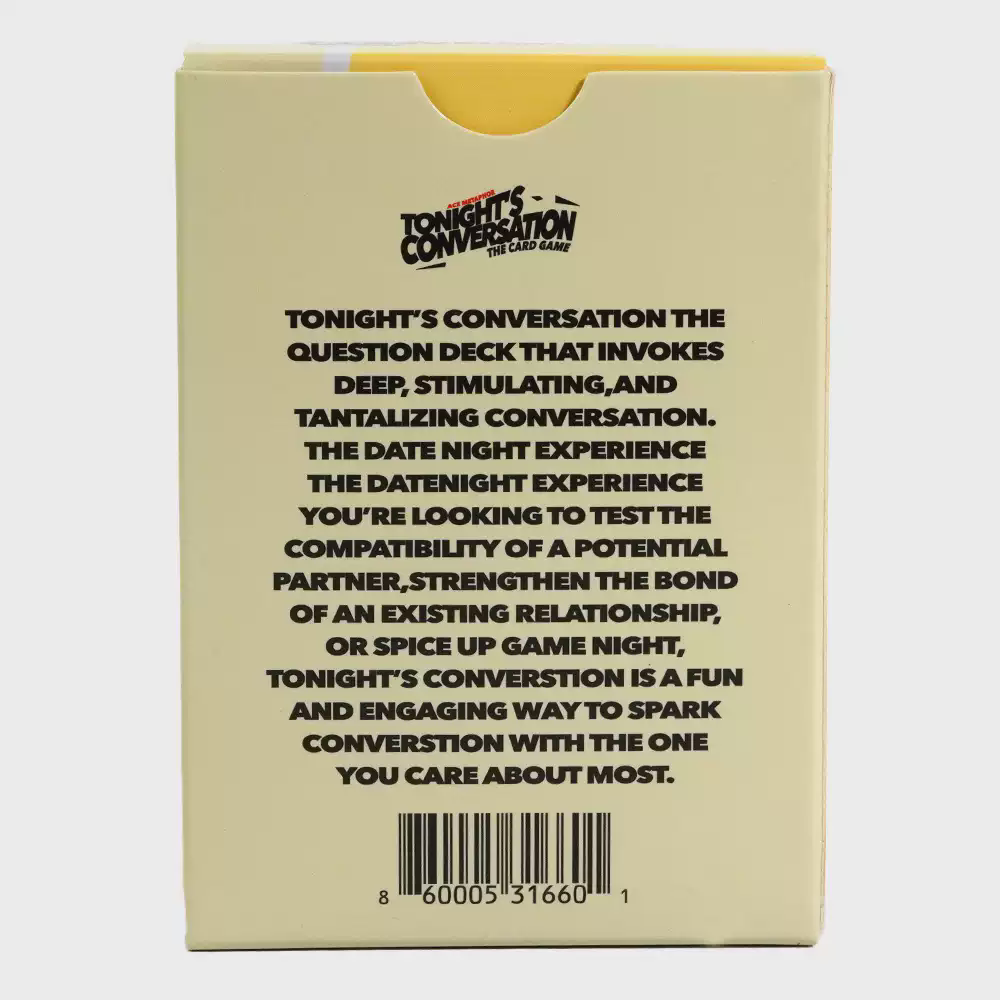 ACE METAPHOR
TONIGHT'S
CONVERSATION
THE CARD GAME
TONIGHT'S CONVERSATION THE
QUESTION DECK THAT INVOKES
DEEP, STIMULATING,AND
TANTALIZING CONVERSATION.
THE DATE NIGHT EXPERIENCE
THE DATENIGHT EXPERIENCE
YOU'RE LOOKING TO TEST THE
COMPATIBILITY OF A POTENTIAL
PARTNER,STRENGTHEN THE BOND
OF AN EXISTING RELATIONSHIP,
OR SPICE UP GAME NIGHT,
TONIGHT'S CONVERSTION IS A FUN
AND ENGAGING WAY TO SPARK
CONVERSTION WITH THE ONE
YOU CARE ABOUT MOST.
8 60005 31660 1